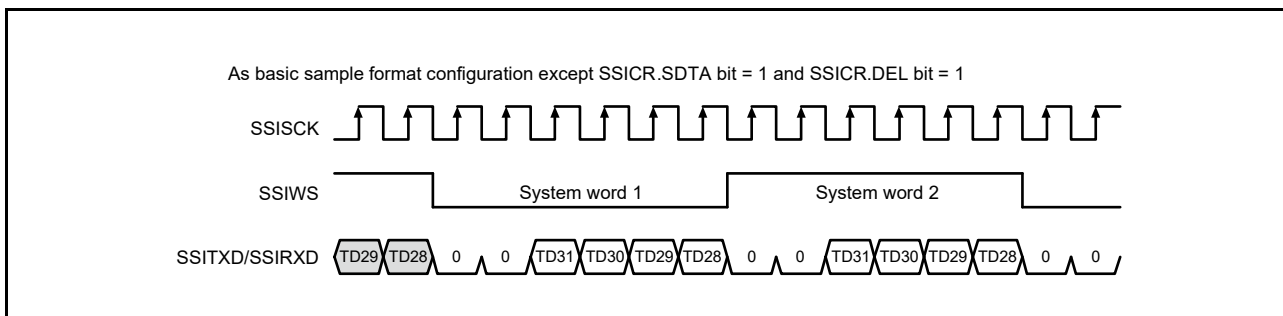 As basic sample format configuration except SSICR.SDTA bit = 1 and SSICR.DEL bit = 1
SSISCK
SSIWS System word 1 System word 2
SSITXD/SSIRXD TD29 TD28 0 0 TD31 TD30 TD29 TD28 0 0 TD31 TD30 TD29 TD28 0 0